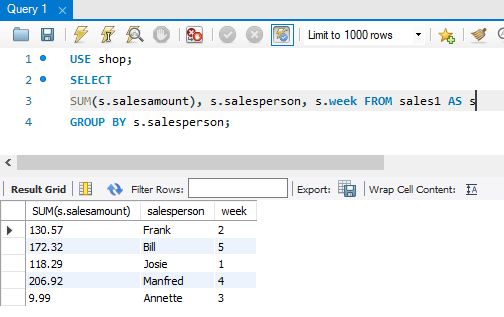 Query 1
Limit to 1000 rows
1 USE shop;
2 SELECT
3 SUM(s.salesamount), s.salesperson, s.week FROM sales1 AS s
4 GROUP BY s.salesperson;
Result Grid Filter Rows: Export: Wrap Cell Content: IA
SUM(s.salesamount) salesperson week
130.57 Frank 2
172.32 Bill 5
118.29 Josie 1
206.92 Manfred 4
9.99 Annette 3